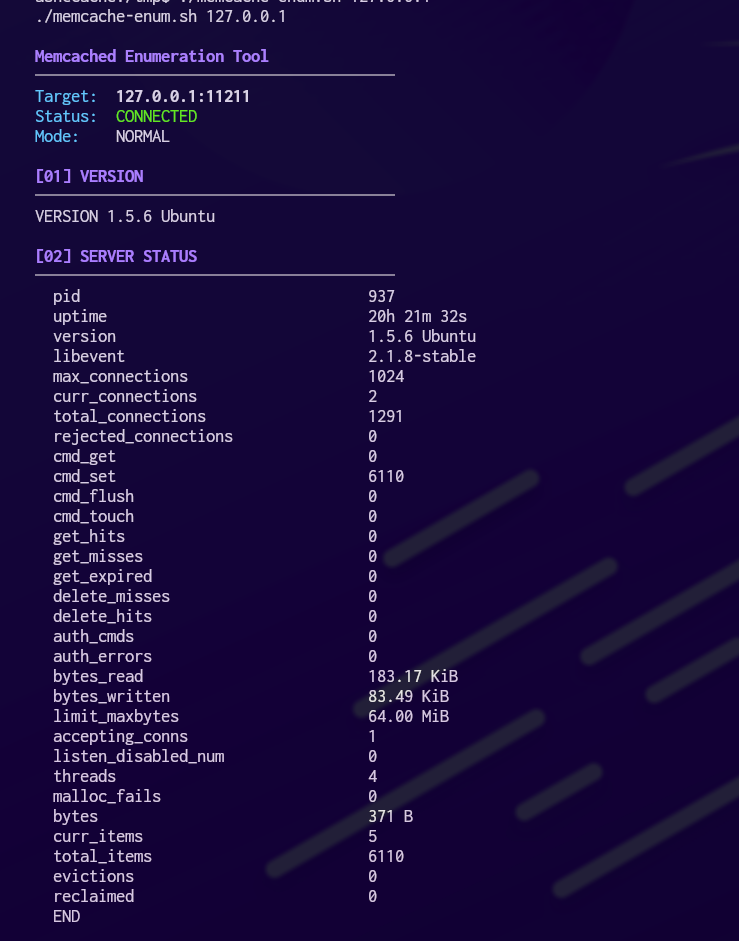 ./memcache-enum.sh 127.0.0.1
Memcached Enumeration Tool
Target: 127.0.0.1:11211
Status: CONNECTED
Mode: NORMAL
[01] VERSION
VERSION 1.5.6 Ubuntu
[02] SERVER STATUS
pid 937
uptime 20h 21m 32s
version 1.5.6 Ubuntu
libevent 2.1.8-stable
max_connections 1024
curr_connections 2
total_connections 1291
rejected_connections 0
cmd_get 0
cmd_set 6110
cmd_flush 0
cmd_touch 0
get_hits 0
get_misses 0
get_expired 0
delete_misses 0
delete_hits 0
auth_cmds 0
auth_errors 0
bytes_read 183.17 KiB
bytes_written 83.49 KiB
limit_maxbytes 64.00 MiB
accepting_conns 1
listen_disabled_num 0
threads 4
malloc_fails 0
bytes 371 B
curr_items 5
total_items 6110
evictions 0
reclaimed 0
END